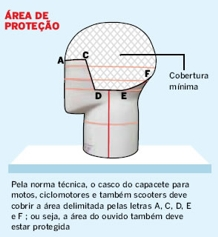 ÁREA DE
PROTEÇÃO
A
C
F
Cobertura
mínima
D
E
Pela norma técnica, o casco do capacete para
motos, ciclomotores e também scooters deve
cobrir a área delimitada pelas letras A, C, D, E
e F ; ou seja, a área do ouvido também deve
estar protegida